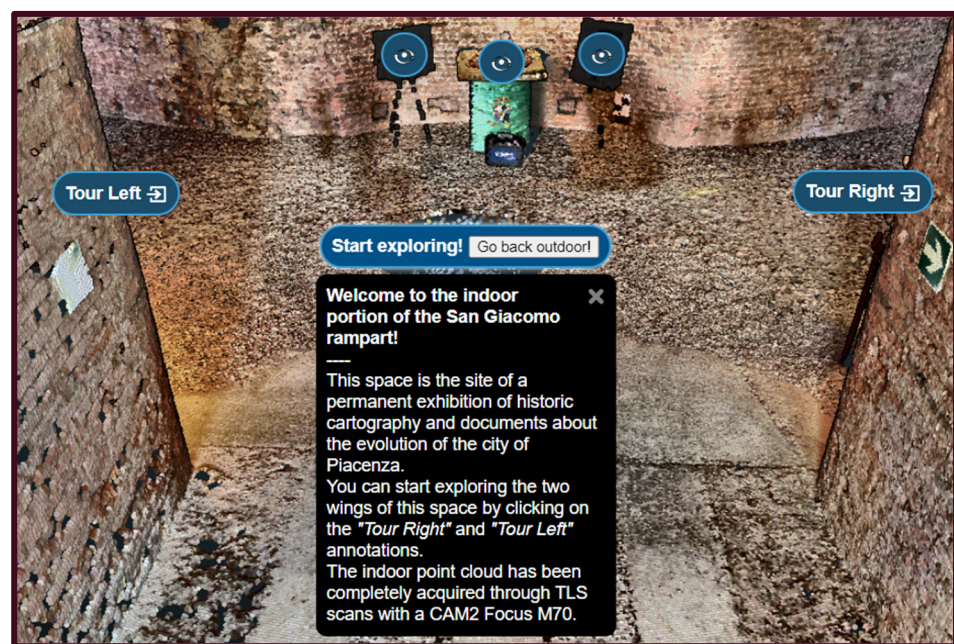 Tour Left
Tour Right
Start exploring! Go back outdoor!
Welcome to the indoor
portion of the San Giacomo
rampart!
----
This space is the site of a
permanent exhibition of historic
cartography and documents about
the evolution of the city of
Piacenza.
You can start exploring the two
wings of this space by clicking on
the "Tour Right" and "Tour Left"
annotations.
The indoor point cloud has been
completely acquired through TLS
scans with a CAM2 Focus M70.